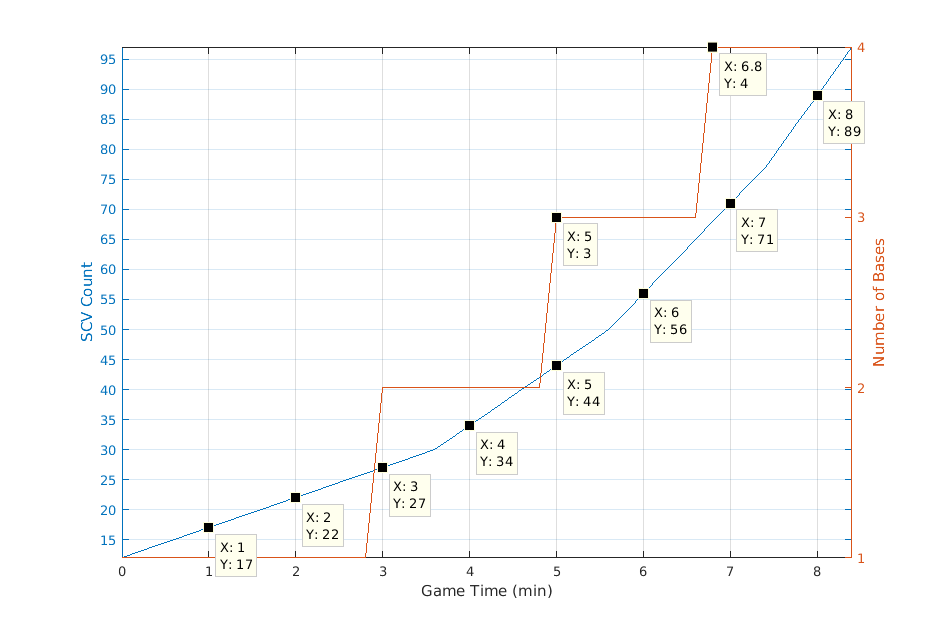 95
90
85
80
75
70
65
60
55
50
45
40
35
30
25
20
15
SCV Count
0
1
2
3
4
5
6
7
8
Game Time (min)
4
3
2
1
Number of Bases
X: 6.8
Y: 4
X: 8
Y: 89
X: 5
Y: 3
X: 7
Y: 71
X: 6
Y: 56
X: 5
Y: 44
X: 4
Y: 34
X: 3
Y: 27
X: 2
Y: 22
X: 1
Y: 17